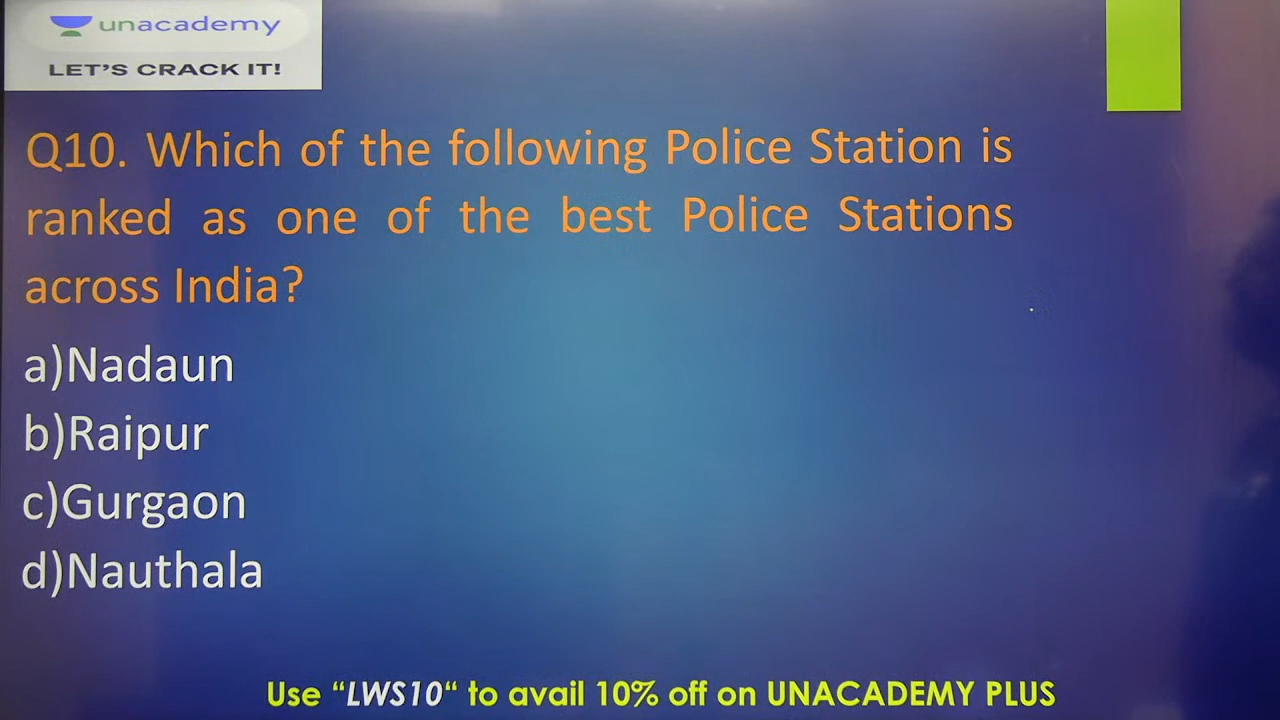 unacademy
LET'S CRACK IT!
Q10. Which of the following Police Station is
ranked as one of the best Police Stations
across India?
a)Nadaun
b)Raipur
c)Gurgaon
d)Nauthala
Use “LWS10“ to avail 10% off on UNACADEMY PLUS